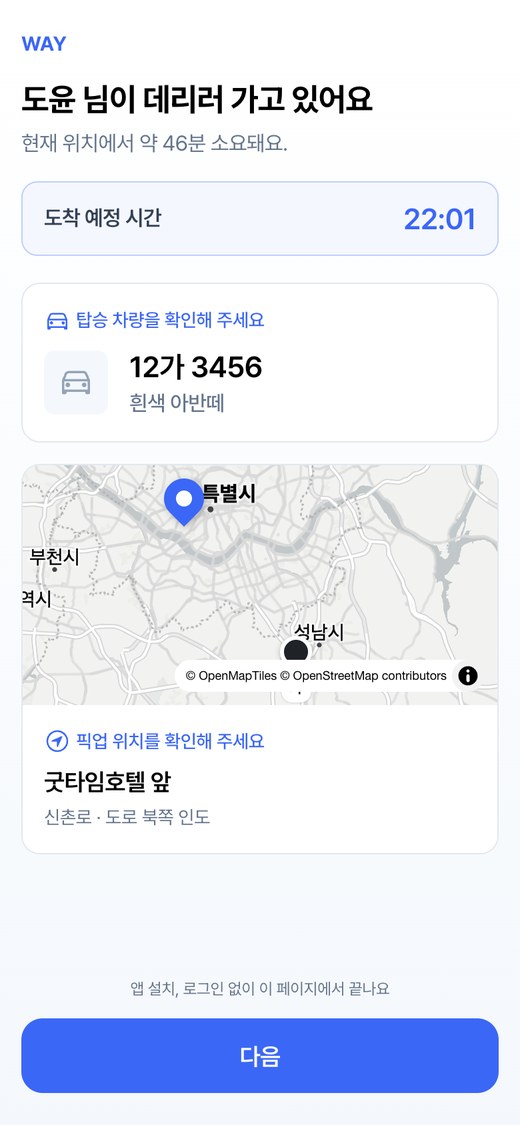 WAY
도윤 님이 데리러 가고 있어요
현재 위치에서 약 46분 소요돼요.
도착 예정 시간
22:01
탑승 차량을 확인해 주세요
12가 3456
흰색 아반떼
특별시
부천시
역시
성남시
© OpenMapTiles © OpenStreetMap contributors
픽업 위치를 확인해 주세요
굿타임호텔 앞
신촌로 · 도로 북쪽 인도
앱 설치, 로그인 없이 이 페이지에서 끝나요
다음